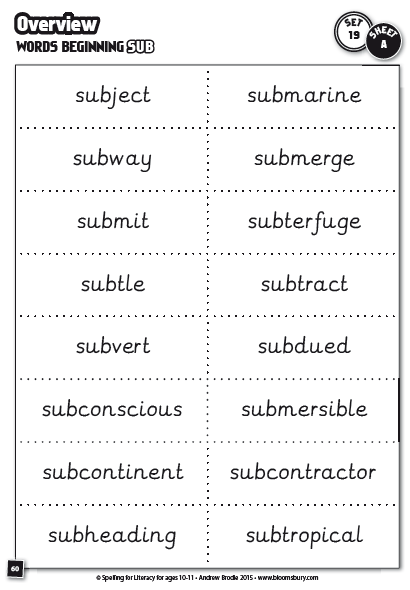 Overview
WORDS BEGINNING SUB
SET
19
SHEET
A
subject submarine
subway submerge
submit subterfuge
subtle subtract
subvert subdued
subconscious submersible
subcontinent subcontractor
subheading subtropical
60
© Spelling for Literacy for ages 10-11 • Andrew Brodie 2015 • www.bloomsbury.com